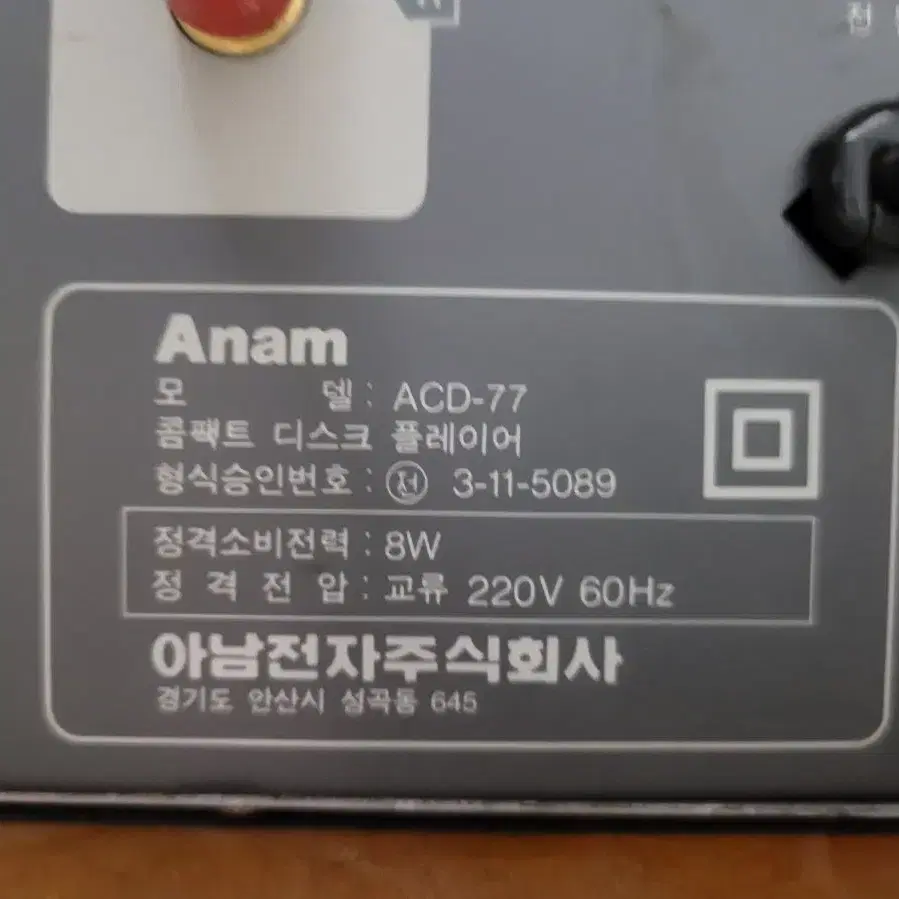 Anam
모 델 : ACD-77
콤팩트 디스크 플레이어
형식승인번호 : 전 3-11-5089
정격소비전력 : 8W
정 격 전 압 : 교류 220V 60Hz
아남전자주식회사
경기도 안산시 성곡동 645